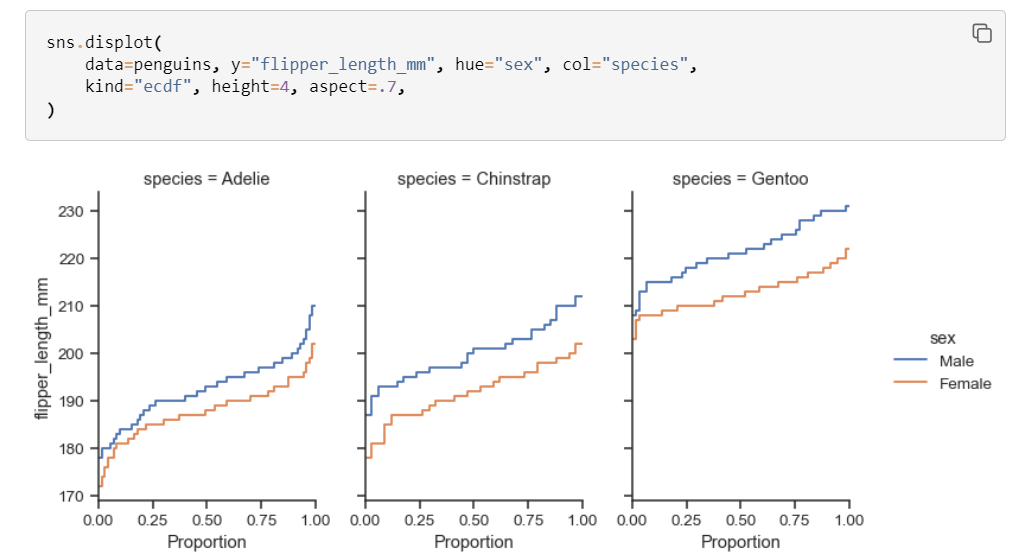 sns.displot(
    data=penguins, y="flipper_length_mm", hue="sex", col="species",
    kind="ecdf", height=4, aspect=.7,
)
species = Adelie
species = Chinstrap
species = Gentoo
230
220
210
200
190
180
170
flipper_length_mm
0.00 0.25 0.50 0.75 1.00
0.00 0.25 0.50 0.75 1.00
0.00 0.25 0.50 0.75 1.00
Proportion
Proportion
Proportion
sex
Male
Female